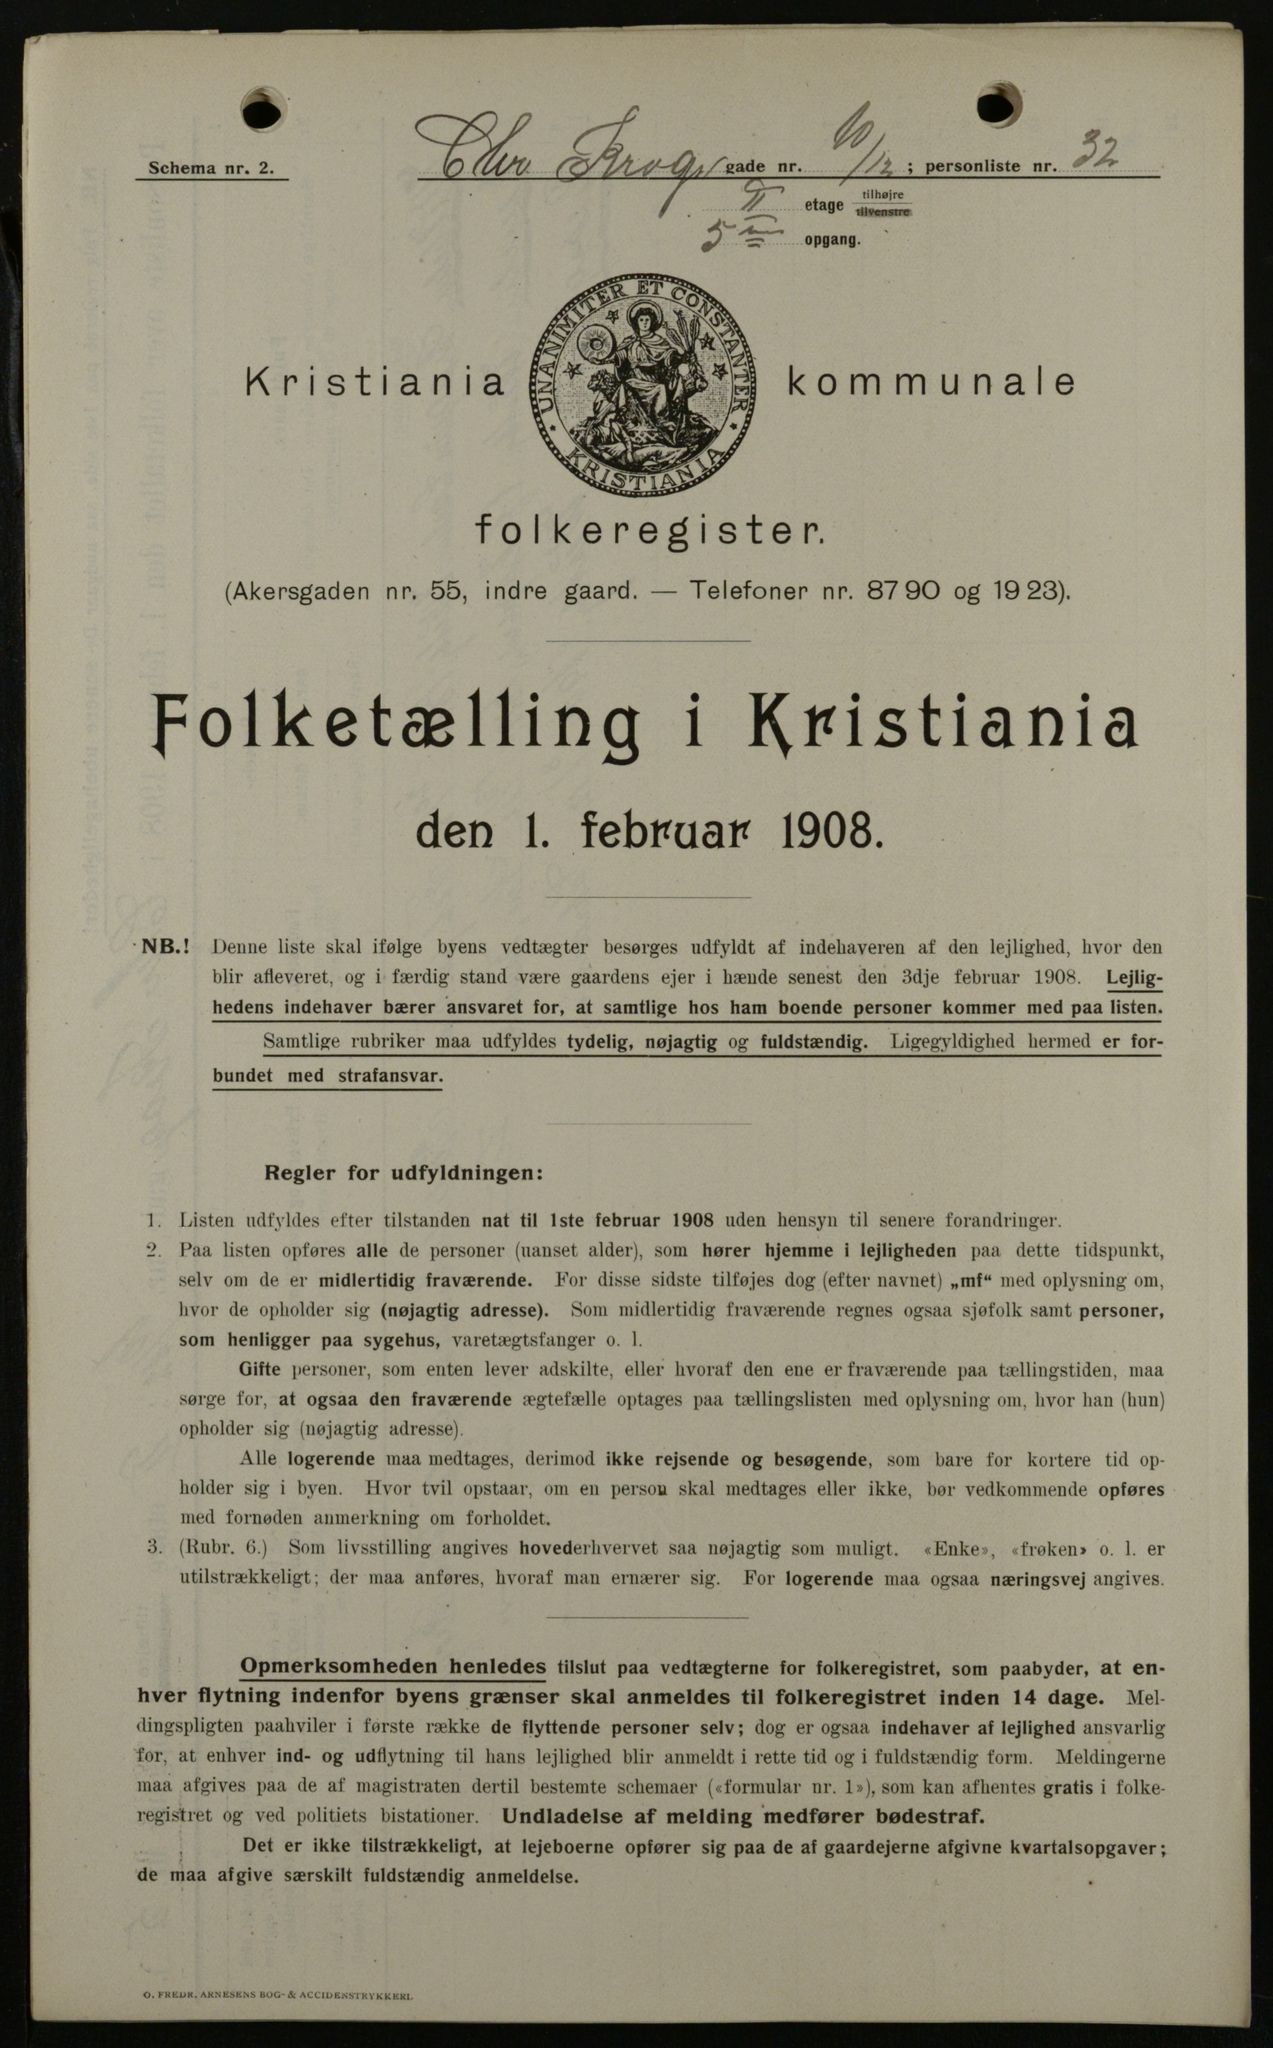 Schema nr. 2. Chr Krogs gade nr. 10/12; personliste nr. 32
II etage tilhøjre tilvenstre
5 opgang.
UNANIMITER ET CONSTANTER
KRISTIANIA
Kristiania kommunale
folkeregister.
(Akersgaden nr. 55, indre gaard. — Telefoner nr. 87 90 og 19 23).
Folketælling i Kristiania
den 1. februar 1908.
NB.! Denne liste skal ifølge byens vedtægter besørges udfyldt af indehaveren af den lejlighed, hvor den
blir afleveret, og i færdig stand være gaardens ejer i hænde senest den 3dje februar 1908. Lejlig-
hedens indehaver bærer ansvaret for, at samtlige hos ham boende personer kommer med paa listen.
Samtlige rubriker maa udfyldes tydelig, nøjagtig og fuldstændig. Ligegyldighed hermed er for-
bundet med strafansvar.
Regler for udfyldningen:
1. Listen udfyldes efter tilstanden nat til 1ste februar 1908 uden hensyn til senere forandringer.
2. Paa listen opføres alle de personer (uanset alder), som hører hjemme i lejligheden paa dette tidspunkt,
selv om de er midlertidig fraværende. For disse sidste tilføjes dog (efter navnet) „mf“ med oplysning om,
hvor de opholder sig (nøjagtig adresse). Som midlertidig fraværende regnes ogsaa sjøfolk samt personer,
som henligger paa sygehus, varetægtsfanger o. l.
Gifte personer, som enten lever adskilte, eller hvoraf den ene er fraværende paa tællingstiden, maa
sørge for, at ogsaa den fraværende ægtefælle optages paa tællingslisten med oplysning om, hvor han (hun)
opholder sig (nøjagtig adresse).
Alle logerende maa medtages, derimod ikke rejsende og besøgende, som bare for kortere tid op-
holder sig i byen. Hvor tvil opstaar, om en person skal medtages eller ikke, bør vedkommende opføres
med fornøden anmerkning om forholdet.
3. (Rubr. 6.) Som livsstilling angives hovederhvervet saa nøjagtig som muligt. «Enke», «frøken» o. l. er
utilstrækkeligt; der maa anføres, hvoraf man ernærer sig. For logerende maa ogsaa næringsvej angives.
Opmerksomheden henledes tilslut paa vedtægterne for folkeregistret, som paabyder, at en-
hver flytning indenfor byens grænser skal anmeldes til folkeregistret inden 14 dage. Mel-
dingspligten paahviler i første række de flyttende personer selv; dog er ogsaa indehaver af lejlighed ansvarlig
for, at enhver ind- og udflytning til hans lejlighed blir anmeldt i rette tid og i fuldstændig form. Meldingerne
maa afgives paa de af magistraten dertil bestemte schemaer («formular nr. 1»), som kan afhentes gratis i folke-
registret og ved politiets bistationer. Undladelse af melding medfører bødestraf.
Det er ikke tilstrækkeligt, at lejeboerne opfører sig paa de af gaardejerne afgivne kvartalsopgaver;
de maa afgive særskilt fuldstændig anmeldelse.
O. FREDR. ARNESENS BOG- & ACCIDENSTRYKKERI.